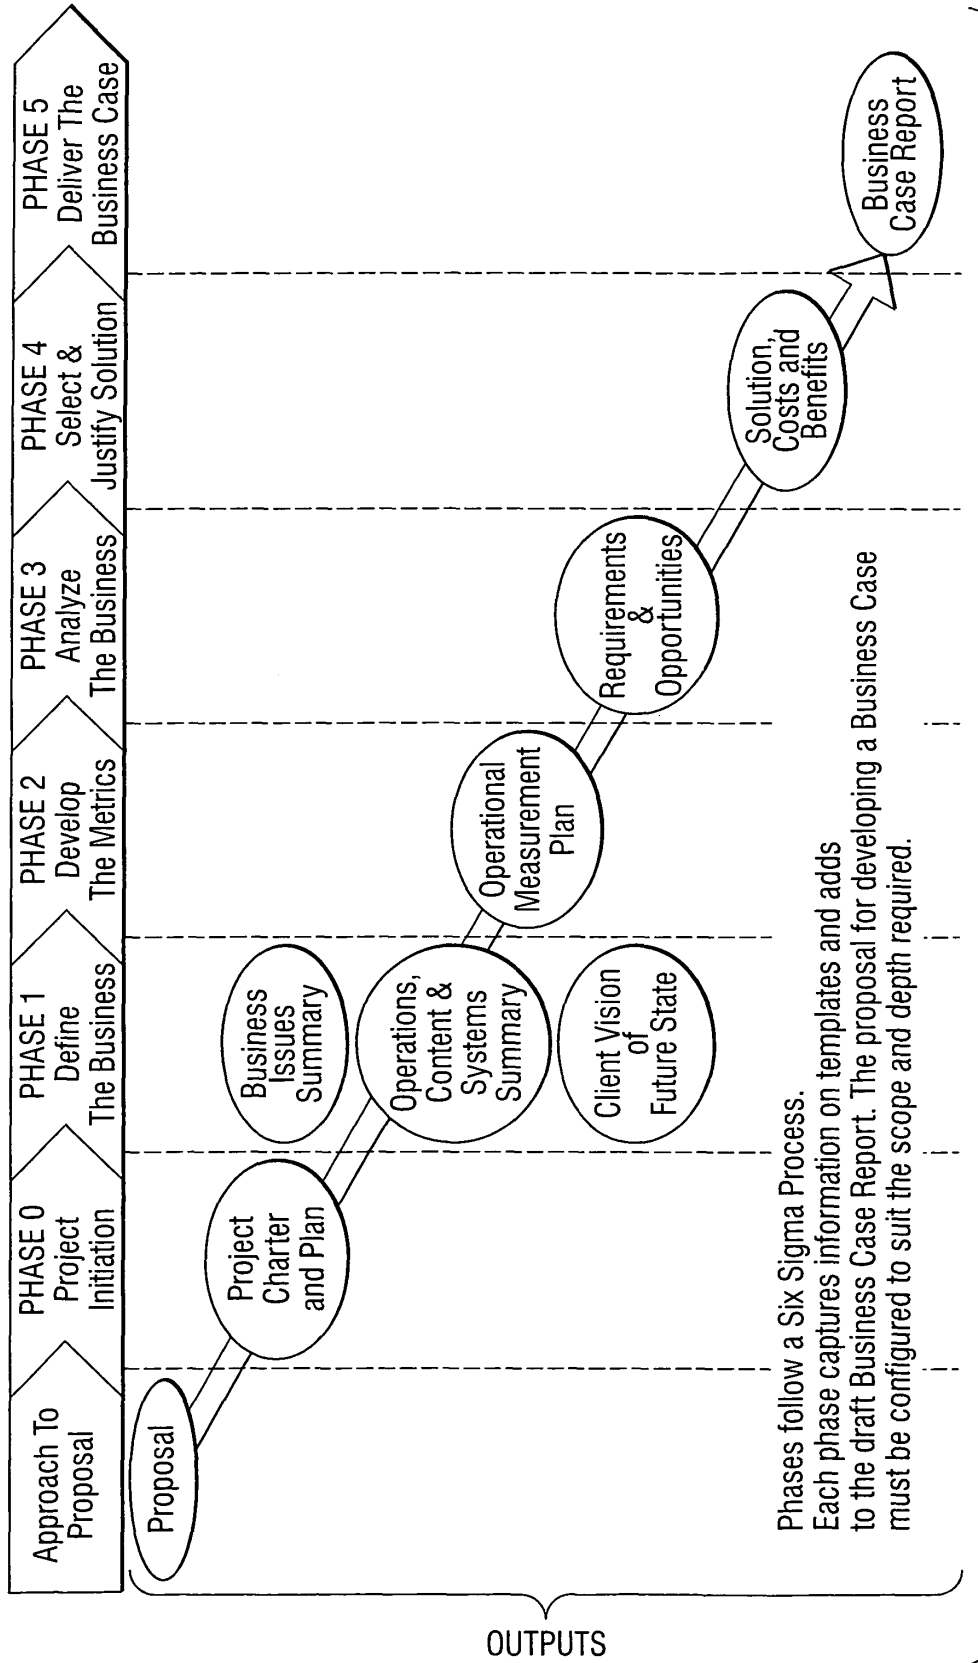 Approach To
Proposal
PHASE 0
Project
Initiation
PHASE 1
Define
The Business
PHASE 2
Develop
The Metrics
PHASE 3
Analyze
The Business
PHASE 4
Select &
Justify Solution
PHASE 5
Deliver The
Business Case
Proposal
Project
Charter
and Plan
Business
Issues
Summary
Operations,
Content &
Systems
Summary
Client Vision
of
Future State
Operational
Measurement
Plan
Requirements
&
Opportunities
Solution,
Costs and
Benefits
Business
Case Report
Phases follow a Six Sigma Process.
Each phase captures information on templates and adds
to the draft Business Case Report. The proposal for developing a Business Case
must be configured to suit the scope and depth required.
OUTPUTS